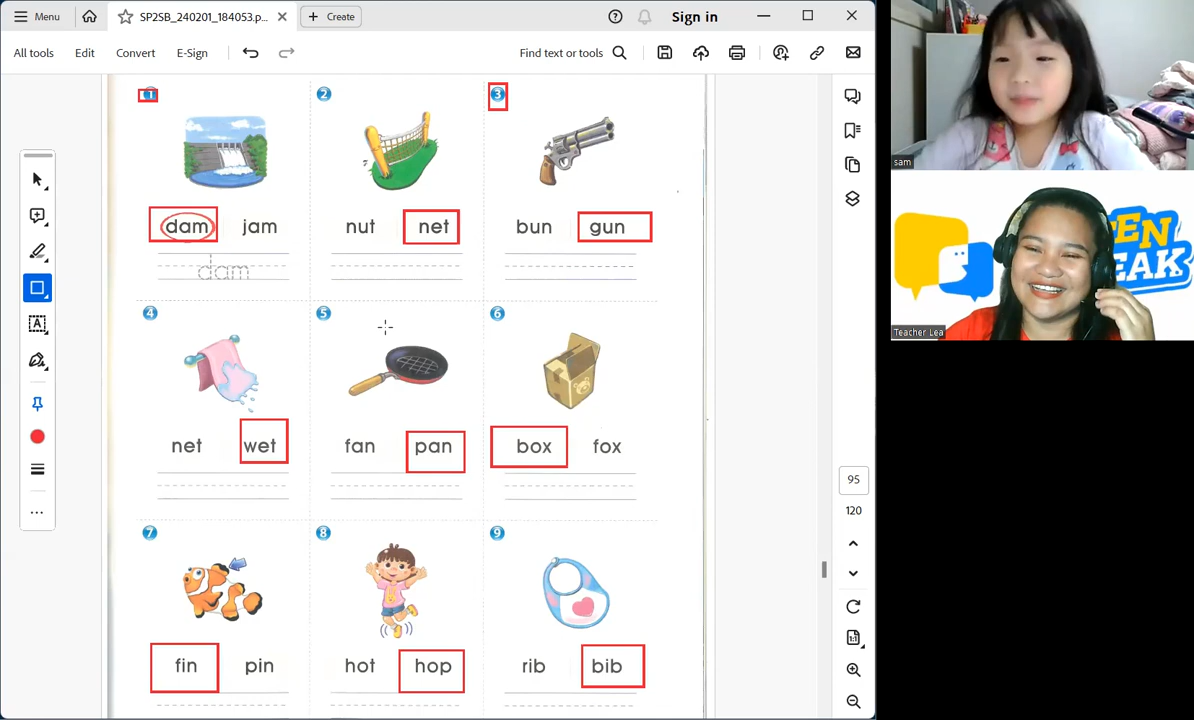 Menu
SP2SB_240201_184053.p...
Create
Sign in
All tools
Edit
Convert
E-Sign
Find text or tools
1
2
3
dam jam
nut net
bun gun
dam
4
5
6
net wet
fan pan
box fox
7
8
9
fin pin
hot hop
rib bib
95
120
sam
EN
EAK
Teacher Lea